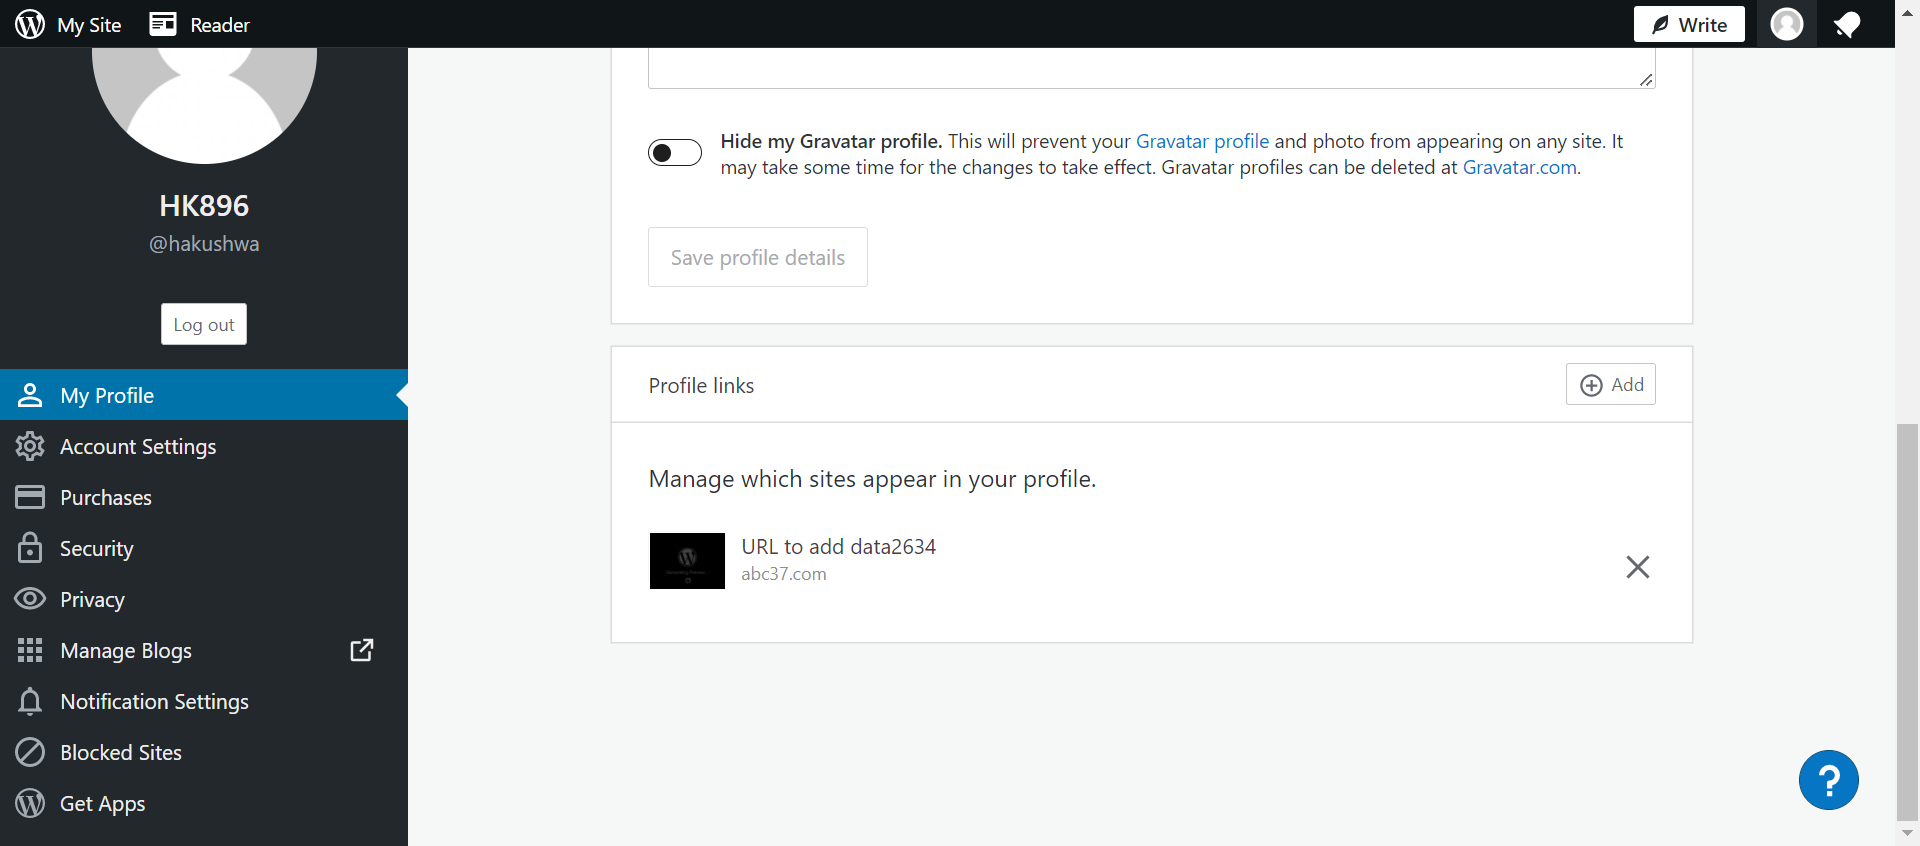 My Site
Reader
Write
HK896
@hakushwa
Log out
My Profile
Account Settings
Purchases
Security
Privacy
Manage Blogs
Notification Settings
Blocked Sites
Get Apps
Hide my Gravatar profile. This will prevent your Gravatar profile and photo from appearing on any site. It
may take some time for the changes to take effect. Gravatar profiles can be deleted at Gravatar.com.
Save profile details
Profile links
Add
Manage which sites appear in your profile.
URL to add data2634
abc37.com
?